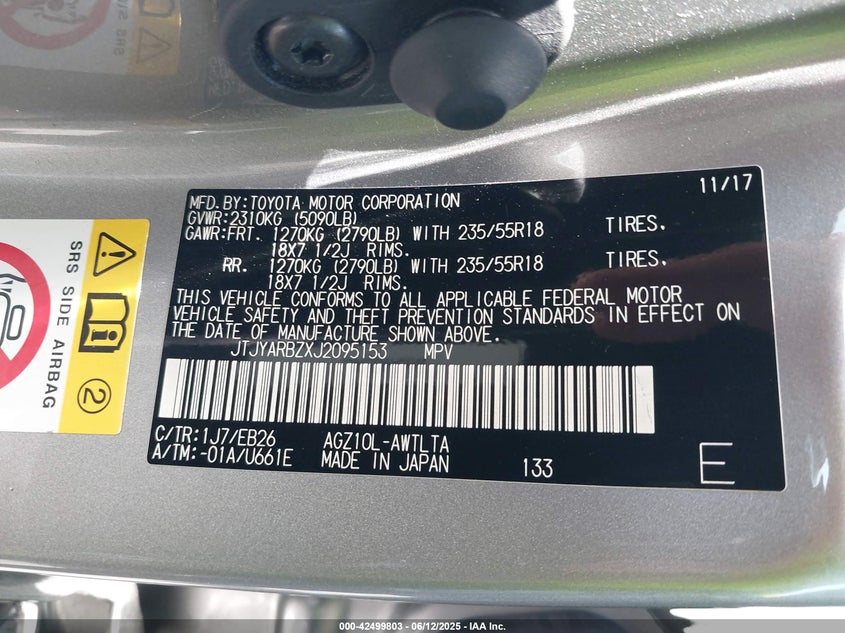 11/17
MFD.BY:TOYOTA MOTOR CORPORATION
GVWR:2310KG (5090LB)
GAWR:FRT. 1270KG (2790LB) WITH 235/55R18 TIRES.
18X7 1/2J RIMS.
RR. 1270KG (2790LB) WITH 235/55R18 TIRES.
18X7 1/2J RIMS.
THIS VEHICLE CONFORMS TO ALL APPLICABLE FEDERAL MOTOR
VEHICLE SAFETY AND THEFT PREVENTION STANDARDS IN EFFECT ON
THE DATE OF MANUFACTURE SHOWN ABOVE.
JTJYARBZXJ2095153 MPV
C/TR:1J7/EB26 AGZ10L-AWTLTA
A/TM:-01A/U661E MADE IN JAPAN 133 E
SRS SIDE AIRBAG
2
000-42499803 - 06/12/2025 - IAA Inc.